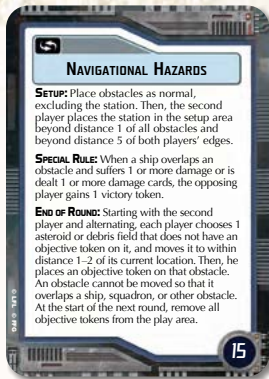 NAVIGATIONAL HAZARDS
SETUP: Place obstacles as normal,
excluding the station. Then, the second
player places the station in the setup area
beyond distance 1 of all obstacles and
beyond distance 5 of both players' edges.
SPECIAL RULE: When a ship overlaps an
obstacle and suffers 1 or more damage or is
dealt 1 or more damage cards, the opposing
player gains 1 victory token.
END OF ROUND: Starting with the second
player and alternating, each player chooses 1
asteroid or debris field that does not have an
objective token on it, and moves it to within
distance 1–2 of its current location. Then, he
places an objective token on that obstacle.
An obstacle cannot be moved so that it
overlaps a ship, squadron, or other obstacle.
At the start of the next round, remove all
objective tokens from the play area.
© LFL © FFG
15